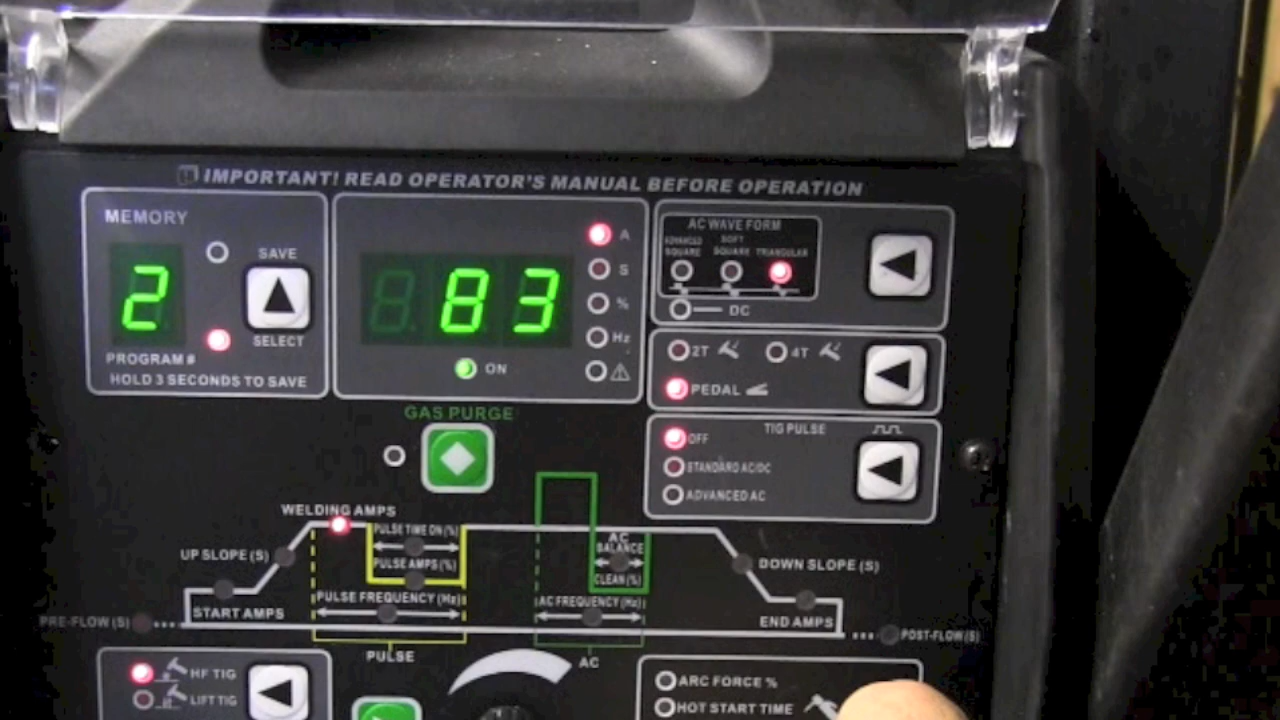 IMPORTANT! READ OPERATOR'S MANUAL BEFORE OPERATION
MEMORY
SAVE
2
SELECT
PROGRAM #
HOLD 3 SECONDS TO SAVE
83
A
S
%
Hz
ON
AC WAVE FORM
ADVANCED SQUARE
SOFT SQUARE
TRIANGULAR
DC
2T
4T
PEDAL
TIG PULSE
OFF
STANDARD AC/DC
ADVANCED AC
GAS PURGE
WELDING AMPS
PULSE TIME ON (%)
UP SLOPE (S)
PULSE AMPS (%)
AC BALANCE
CLEAN (%)
DOWN SLOPE (S)
START AMPS
PULSE FREQUENCY (Hz)
AC FREQUENCY (Hz)
END AMPS
PRE-FLOW (S)
POST-FLOW (S)
PULSE
AC
HF TIG
LIFT TIG
ARC FORCE %
HOT START TIME